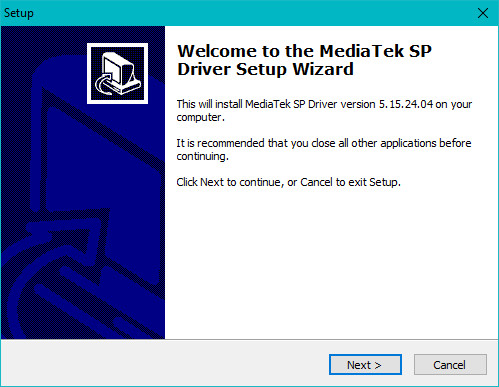 Setup
Welcome to the MediaTek SP
Driver Setup Wizard
This will install MediaTek SP Driver version 5.15.24.04 on your
computer.
It is recommended that you close all other applications before
continuing.
Click Next to continue, or Cancel to exit Setup.
Next >
Cancel